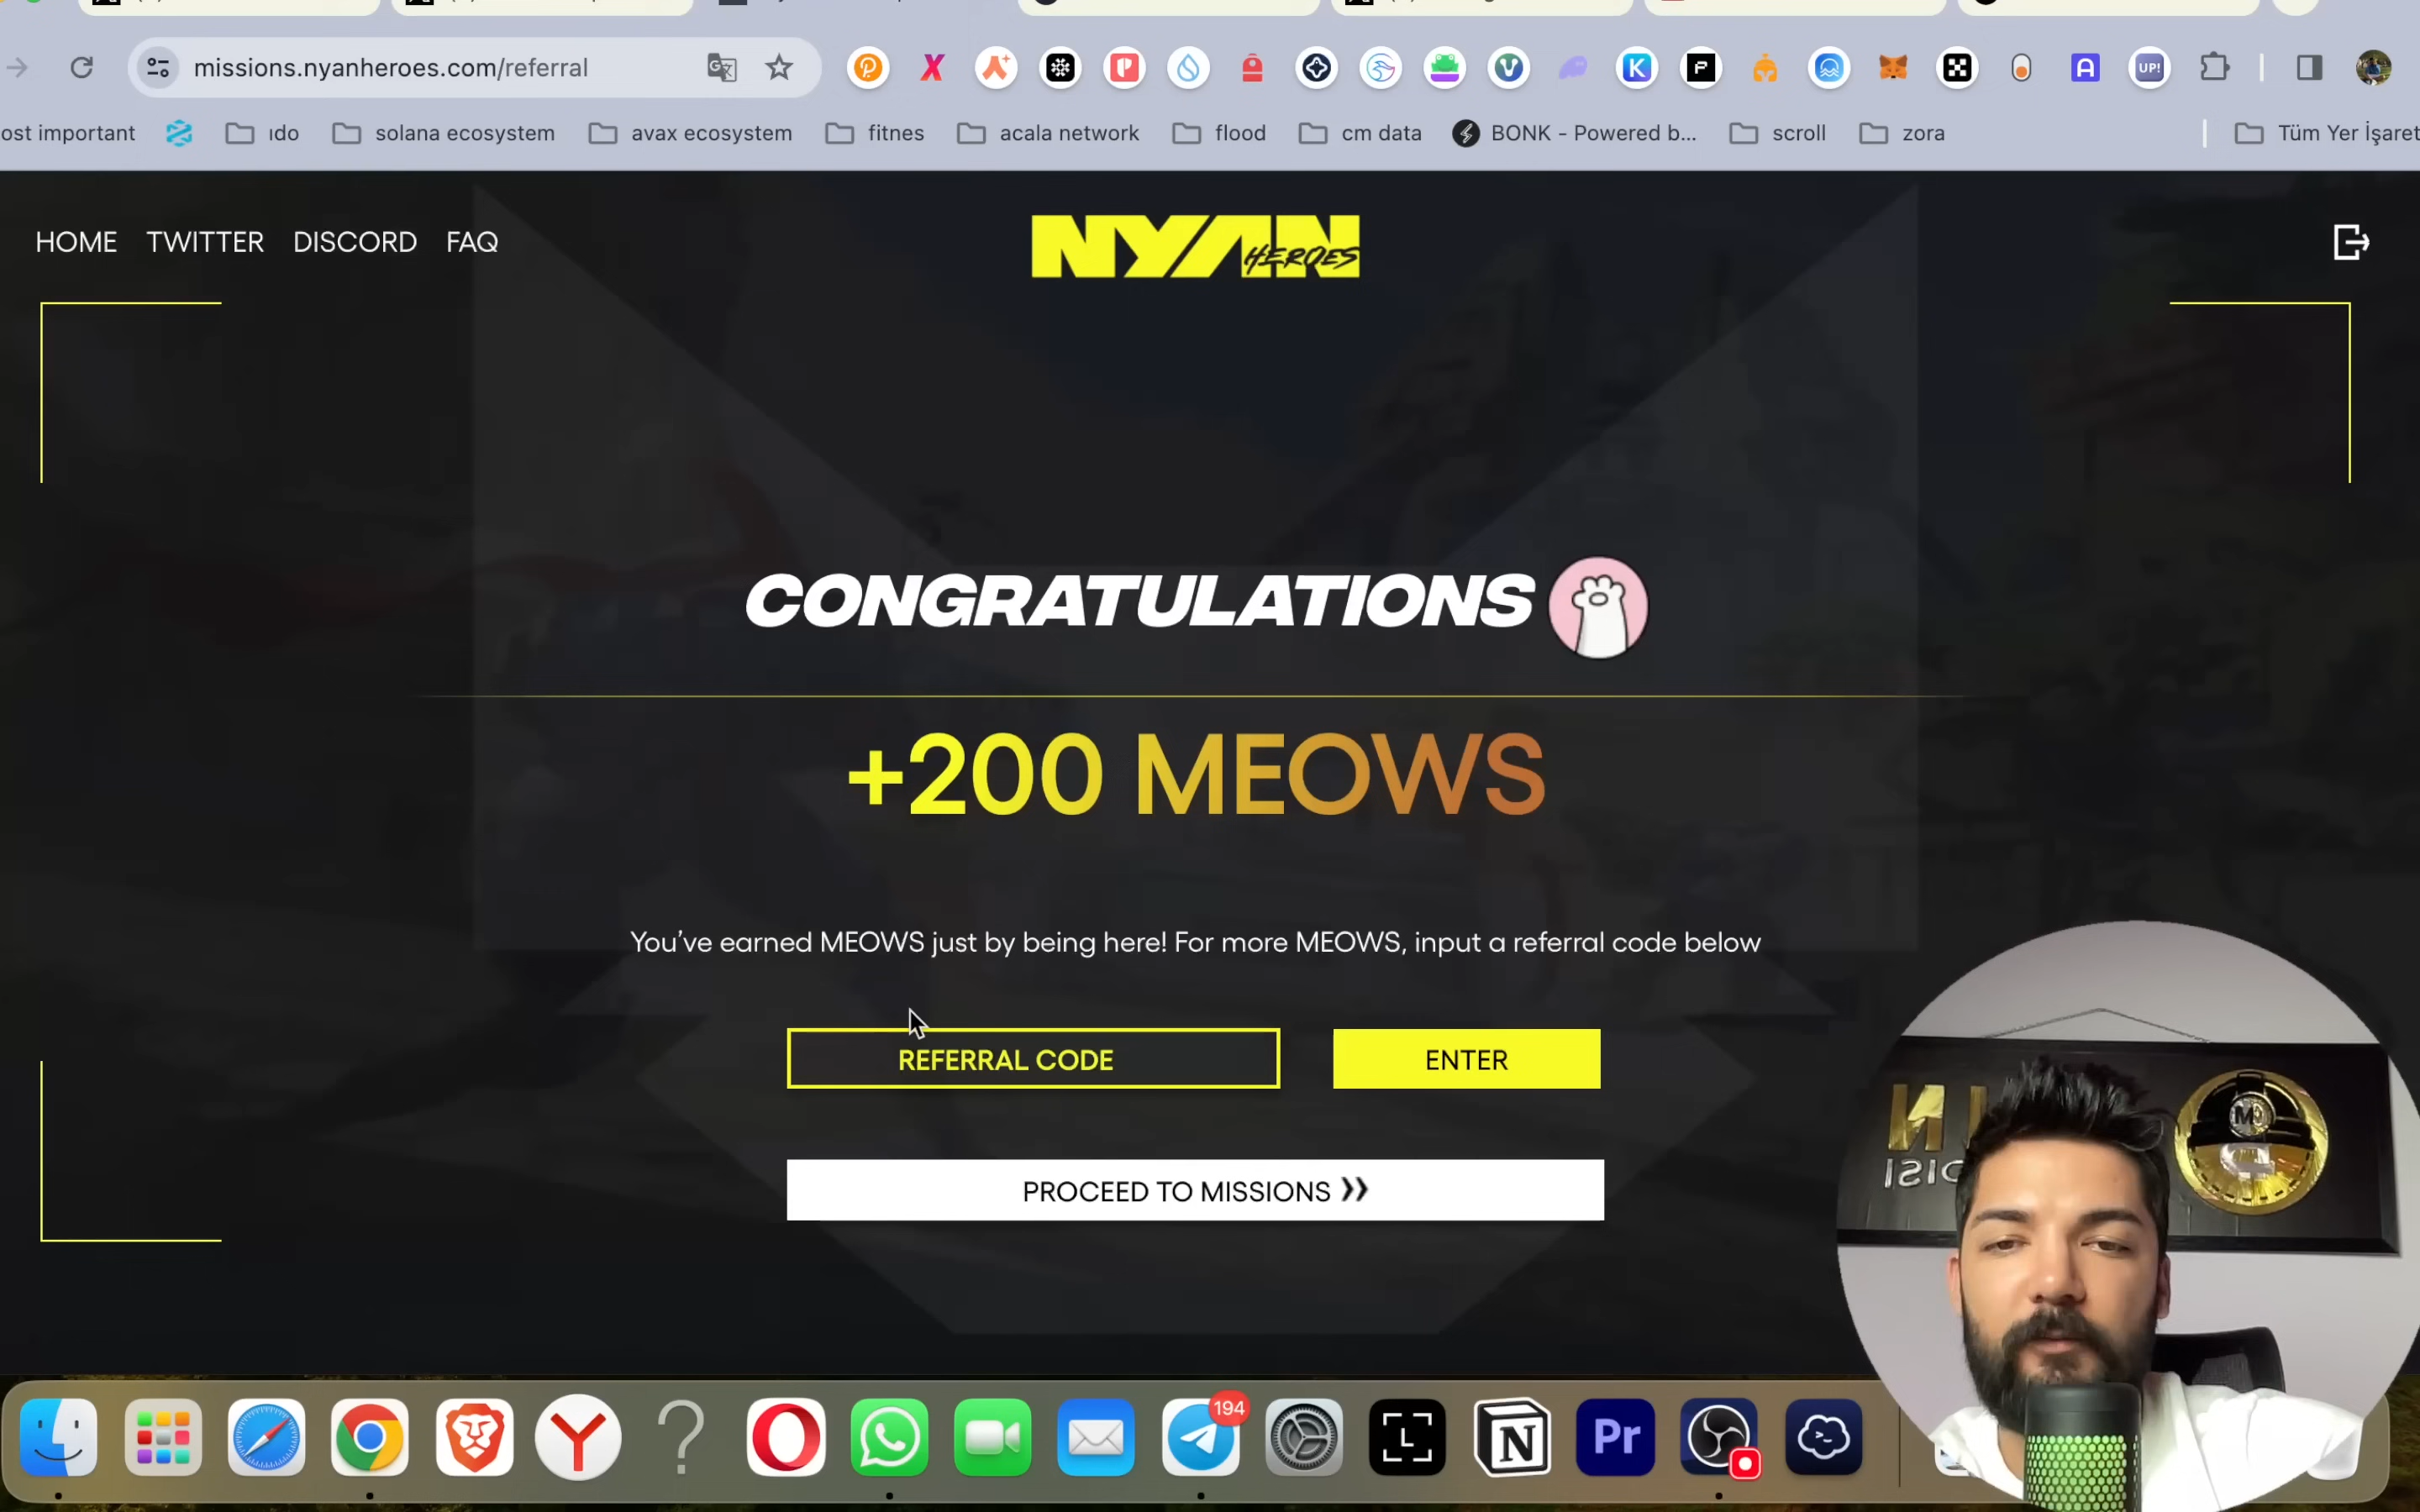 missions.nyanheroes.com/referral
UP!
ost important
ıdo
solana ecosystem
avax ecosystem
fitnes
acala network
flood
cm data
BONK - Powered b...
scroll
zora
Tüm Yer İşaret
HOME
TWITTER
DISCORD
FAQ
NYAN
HEROES
CONGRATULATIONS
+200 MEOWS
You've earned MEOWS just by being here! For more MEOWS, input a referral code below
REFERRAL CODE
ENTER
PROCEED TO MISSIONS
194
L
N
Pr